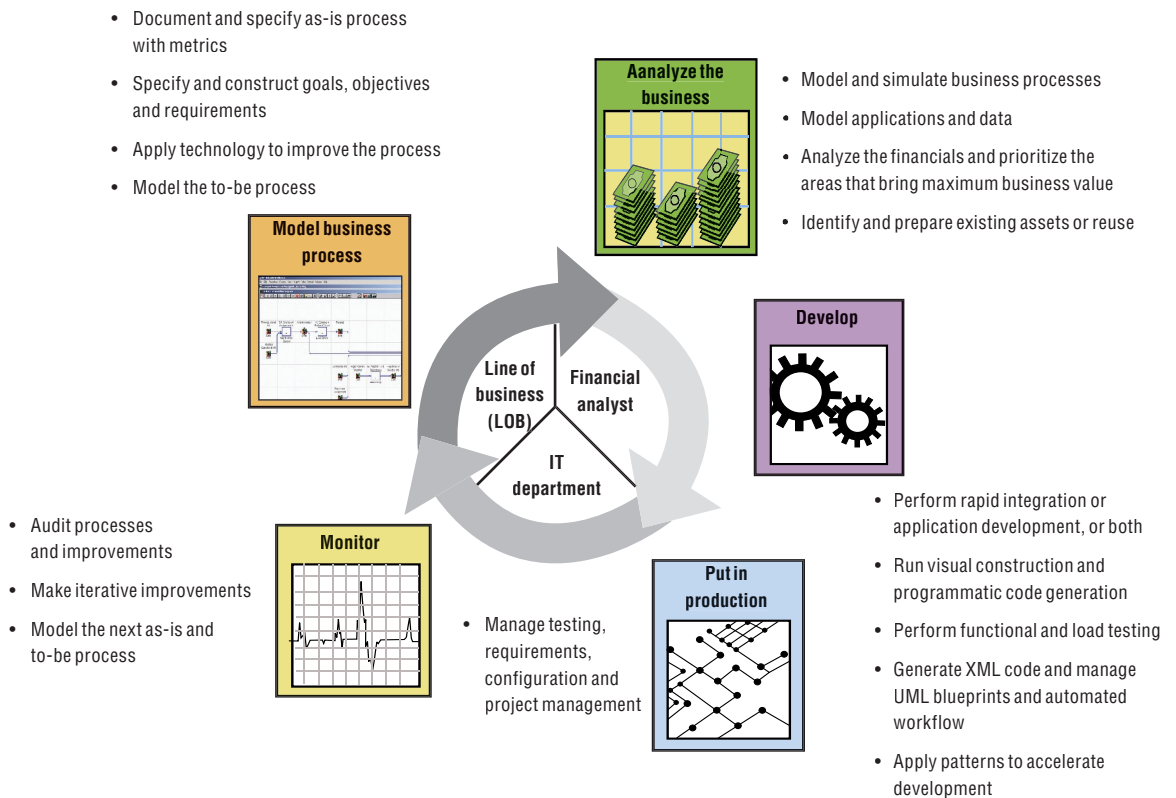 • Document and specify as-is process
with metrics
• Specify and construct goals, objectives
and requirements
• Apply technology to improve the process
• Model the to-be process
Aanalyze the
business
• Model and simulate business processes
• Model applications and data
• Analyze the financials and prioritize the
areas that bring maximum business value
• Identify and prepare existing assets or reuse
Model business
process
Develop
Line of
business
(LOB)
Financial
analyst
IT
department
• Perform rapid integration or
application development, or both
• Run visual construction and
programmatic code generation
• Perform functional and load testing
• Generate XML code and manage
UML blueprints and automated
workflow
• Apply patterns to accelerate
development
Put in
production
• Manage testing,
requirements,
configuration and
project management
Monitor
• Audit processes
and improvements
• Make iterative improvements
• Model the next as-is and
to-be process